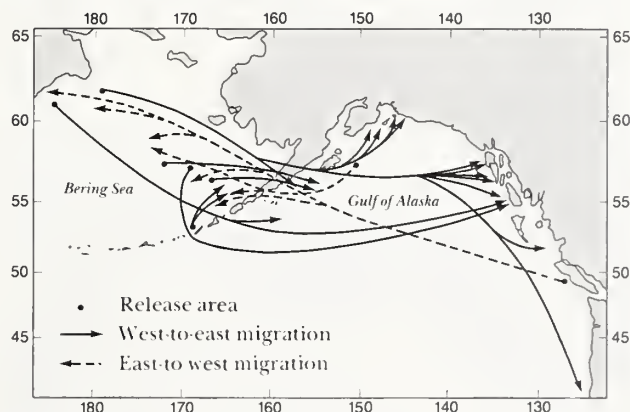 180 170 160 150 140 130
65 65
60 60
Bering Sea
55 Gulf of Alaska 55
50 50
Release area
45 West-to-east migration 45
East-to west migration
180 170 160 150 140 130